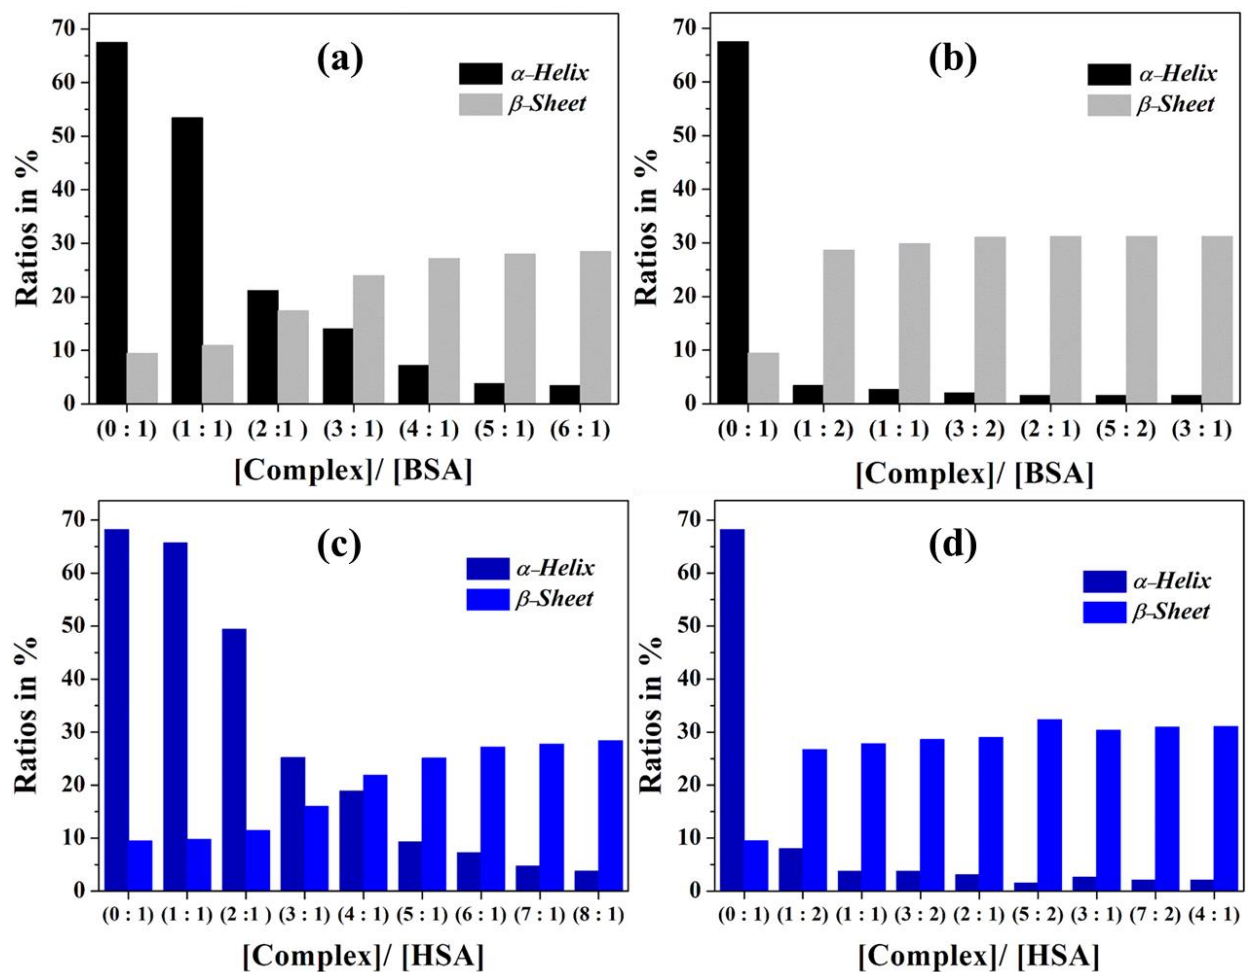 (a)
α-Helix
β-Sheet
Ratios in %
70
60
50
40
30
20
10
0
(0 : 1) (1 : 1) (2 :1 ) (3 : 1) (4 : 1) (5 : 1) (6 : 1)
[Complex]/ [BSA]
(b)
α-Helix
β-Sheet
Ratios in %
70
60
50
40
30
20
10
0
(0 : 1) (1 : 2) (1 : 1) (3 : 2) (2 : 1) (5 : 2) (3 : 1)
[Complex]/ [BSA]
(c)
α-Helix
β-Sheet
Ratios in %
70
60
50
40
30
20
10
0
(0 : 1) (1 : 1) (2 :1 ) (3 : 1) (4 : 1) (5 : 1) (6 : 1) (7 : 1) (8 : 1)
[Complex]/ [HSA]
(d)
α-Helix
β-Sheet
Ratios in %
70
60
50
40
30
20
10
0
(0 : 1) (1 : 2) (1 : 1) (3 : 2) (2 : 1) (5 : 2) (3 : 1) (7 : 2) (4 : 1)
[Complex]/ [HSA]